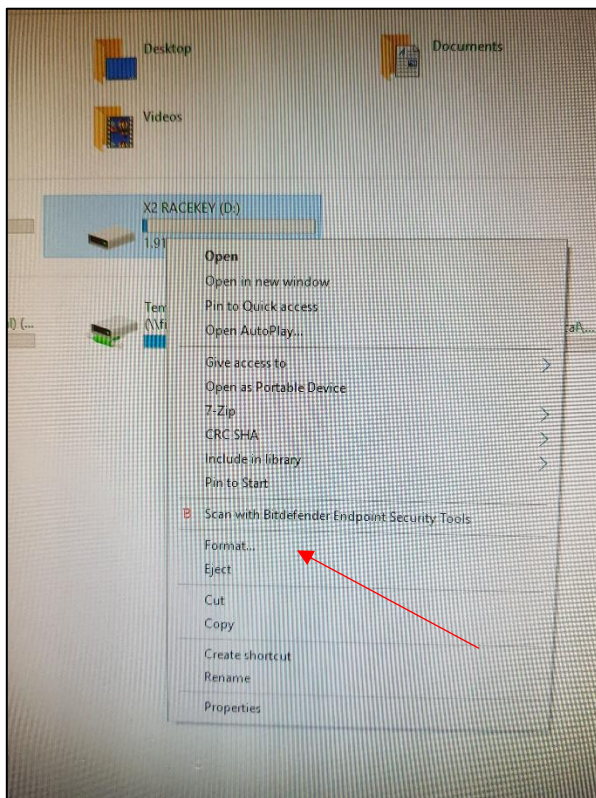 Desktop
Documents
Videos
X2 RACEKEY (D:)
1.91
Open
Open in new window
Pin to Quick access
Open AutoPlay...
Give access to
Open as Portable Device
7-Zip
CRC SHA
Include in library
Pin to Start
Scan with Bitdefender Endpoint Security Tools
Format...
Eject
Cut
Copy
Create shortcut
Rename
Properties